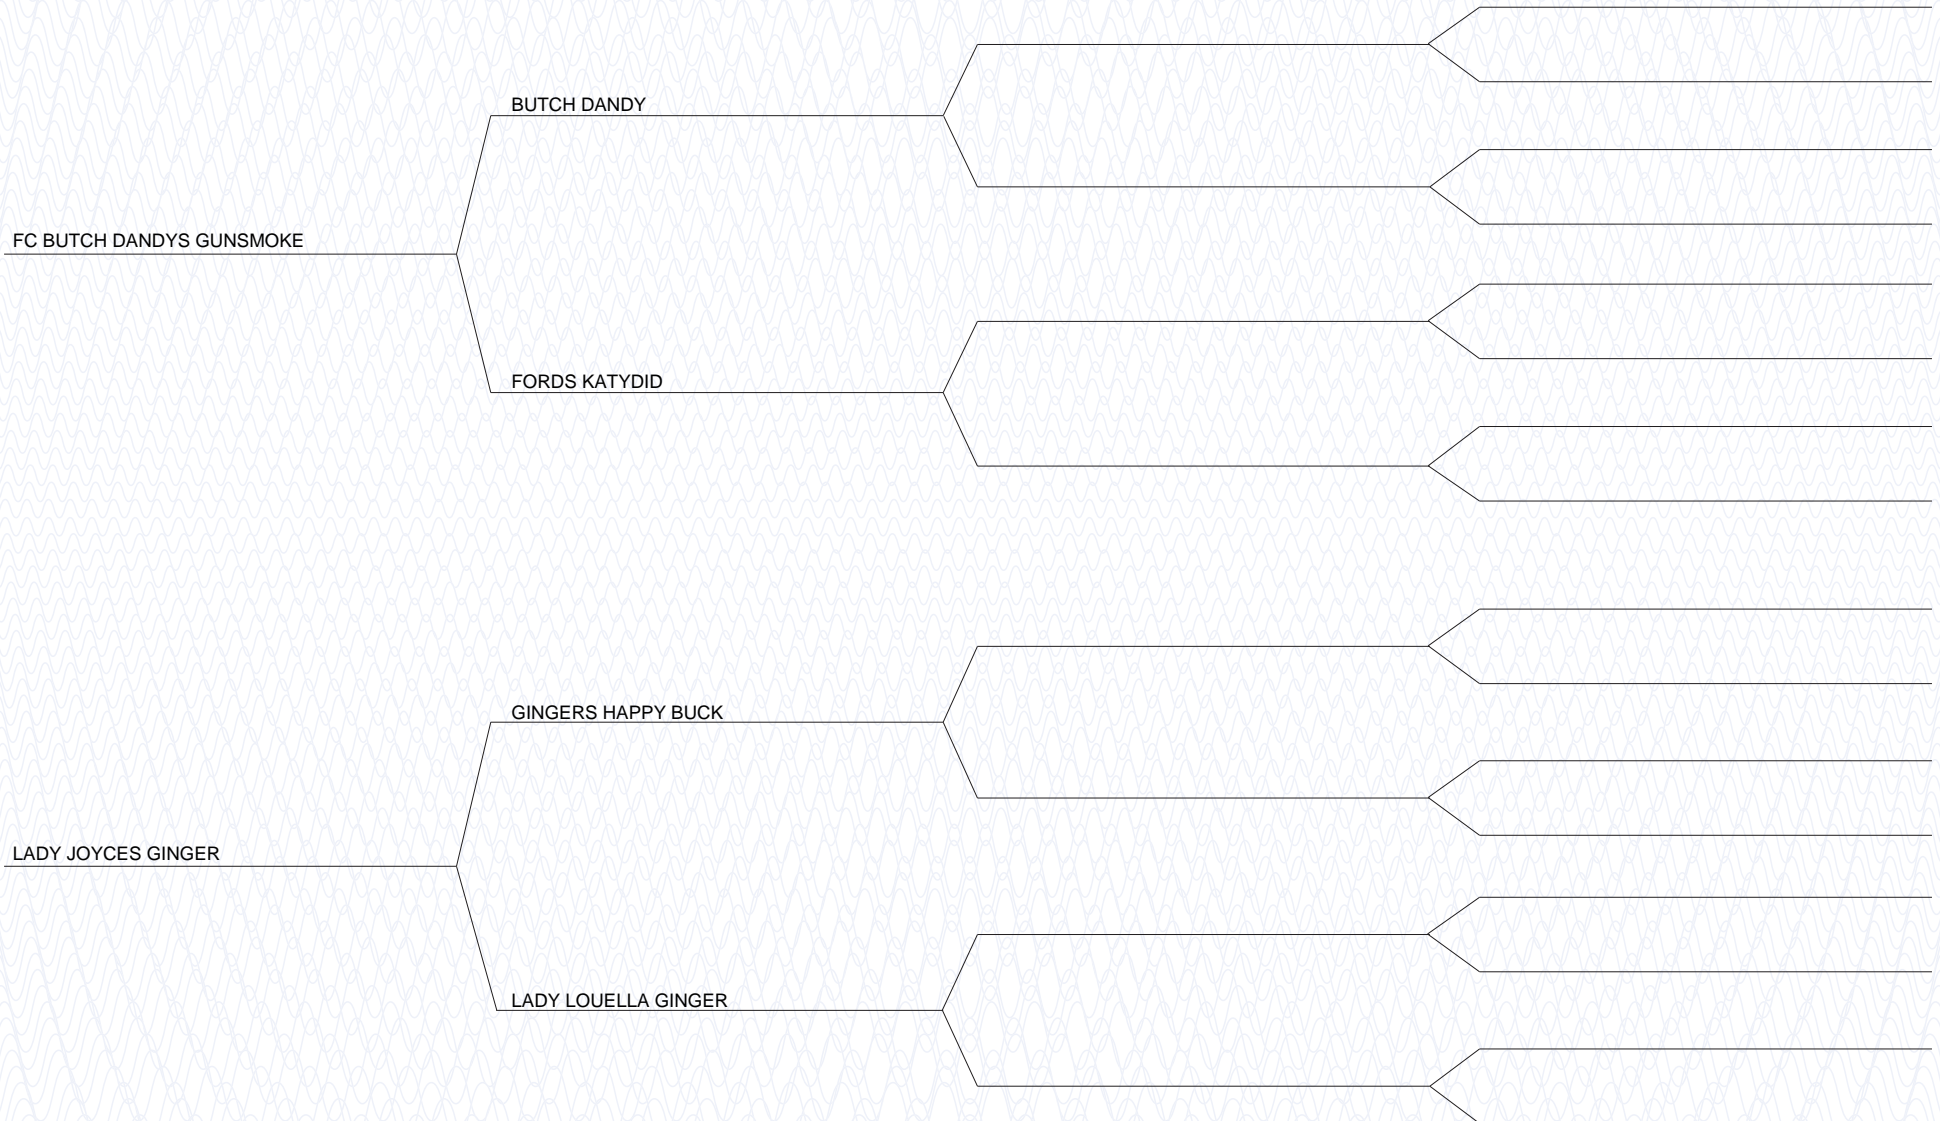 BUTCH DANDY
FC BUTCH DANDYS GUNSMOKE
FORDS KATYDID
GINGERS HAPPY BUCK
LADY JOYCES GINGER
LADY LOUELLA GINGER